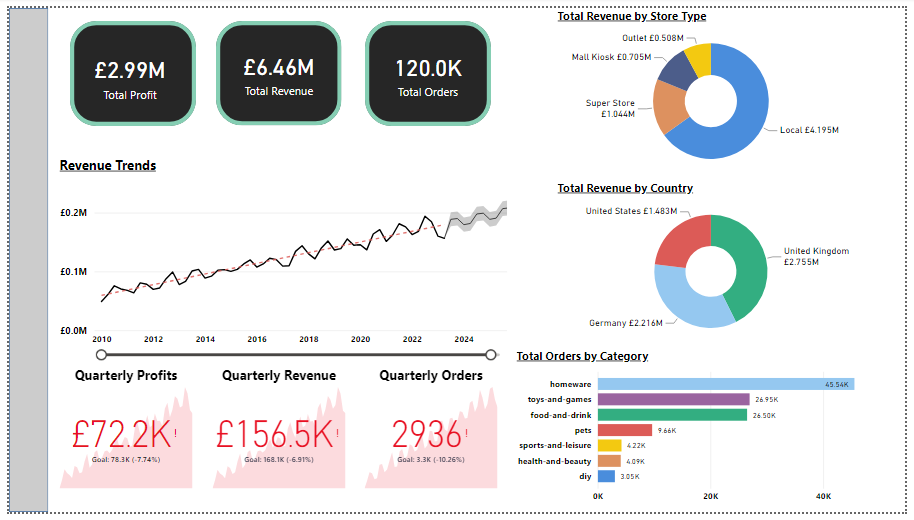 £2.99M
Total Profit
£6.46M
Total Revenue
120.0K
Total Orders
Revenue Trends
£0.2M
£0.1M
£0.0M
2010 2012 2014 2016 2018 2020 2022 2024
Quarterly Profits
£72.2K!
Goal: 78.3K (-7.74%)
Quarterly Revenue
£156.5K!
Goal: 168.1K (-6.91%)
Quarterly Orders
2936!
Goal: 3.3K (-10.26%)
Total Revenue by Store Type
Outlet £0.508M
Mall Kiosk £0.705M
Super Store
£1.044M
Local £4.195M
Total Revenue by Country
United States £1.483M
United Kingdom
£2.755M
Germany £2.216M
Total Orders by Category
homeware 45.54K
toys-and-games 26.95K
food-and-drink 26.50K
pets 9.66K
sports-and-leisure 4.22K
health-and-beauty 4.09K
diy 3.05K
0K 20K 40K